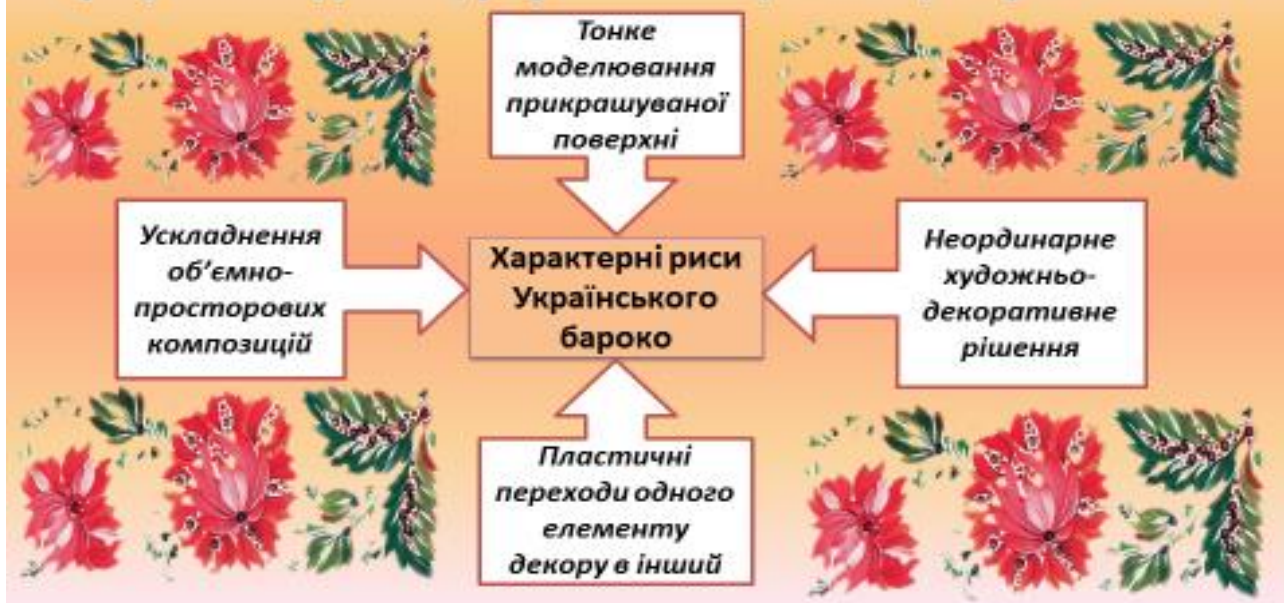 Тонке
моделювання
прикрашуваної
поверхні
Ускладнення
об’ємно-
просторових
композицій
Характерні риси
Українського
бароко
Неординарне
художньо-
декоративне
рішення
Пластичні
переходи одного
елементу
декору в інший